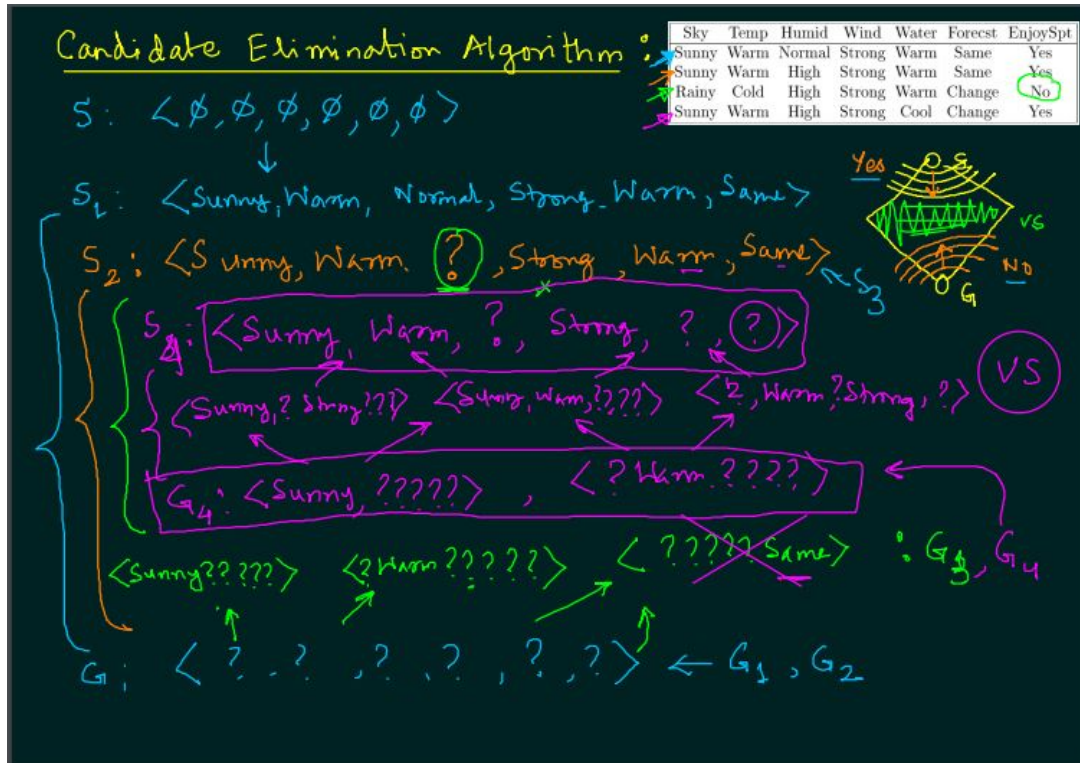 Candidate Elimination Algorithm :
Sky Temp Humid Wind Water Forecst EnjoySpt
Sunny Warm Normal Strong Warm Same Yes
Sunny Warm High Strong Warm Same Yes
Rainy Cold High Strong Warm Change No
Sunny Warm High Strong Cool Change Yes
S: <ø, ø, ø, ø, ø, ø>
Yes S
VS
NO
G
S1: <Sunny, Warm, Normal, Strong, Warm, Same>
S2: <Sunny, Warm, ?, Strong, Warm, Same> S3
S4: <Sunny, Warm, ?, Strong, ?, ?>
VS
<Sunny, ? Strong ???> <Sunny, Warm, ????> <?, Warm, ? Strong, ?>
G4: <Sunny, ?????> , <? Warm ????>
<Sunny ?????> <? Warm ?????> <????? Same> : G3, G4
G: <?, ?, ?, ?, ?, ?> ← G1, G2